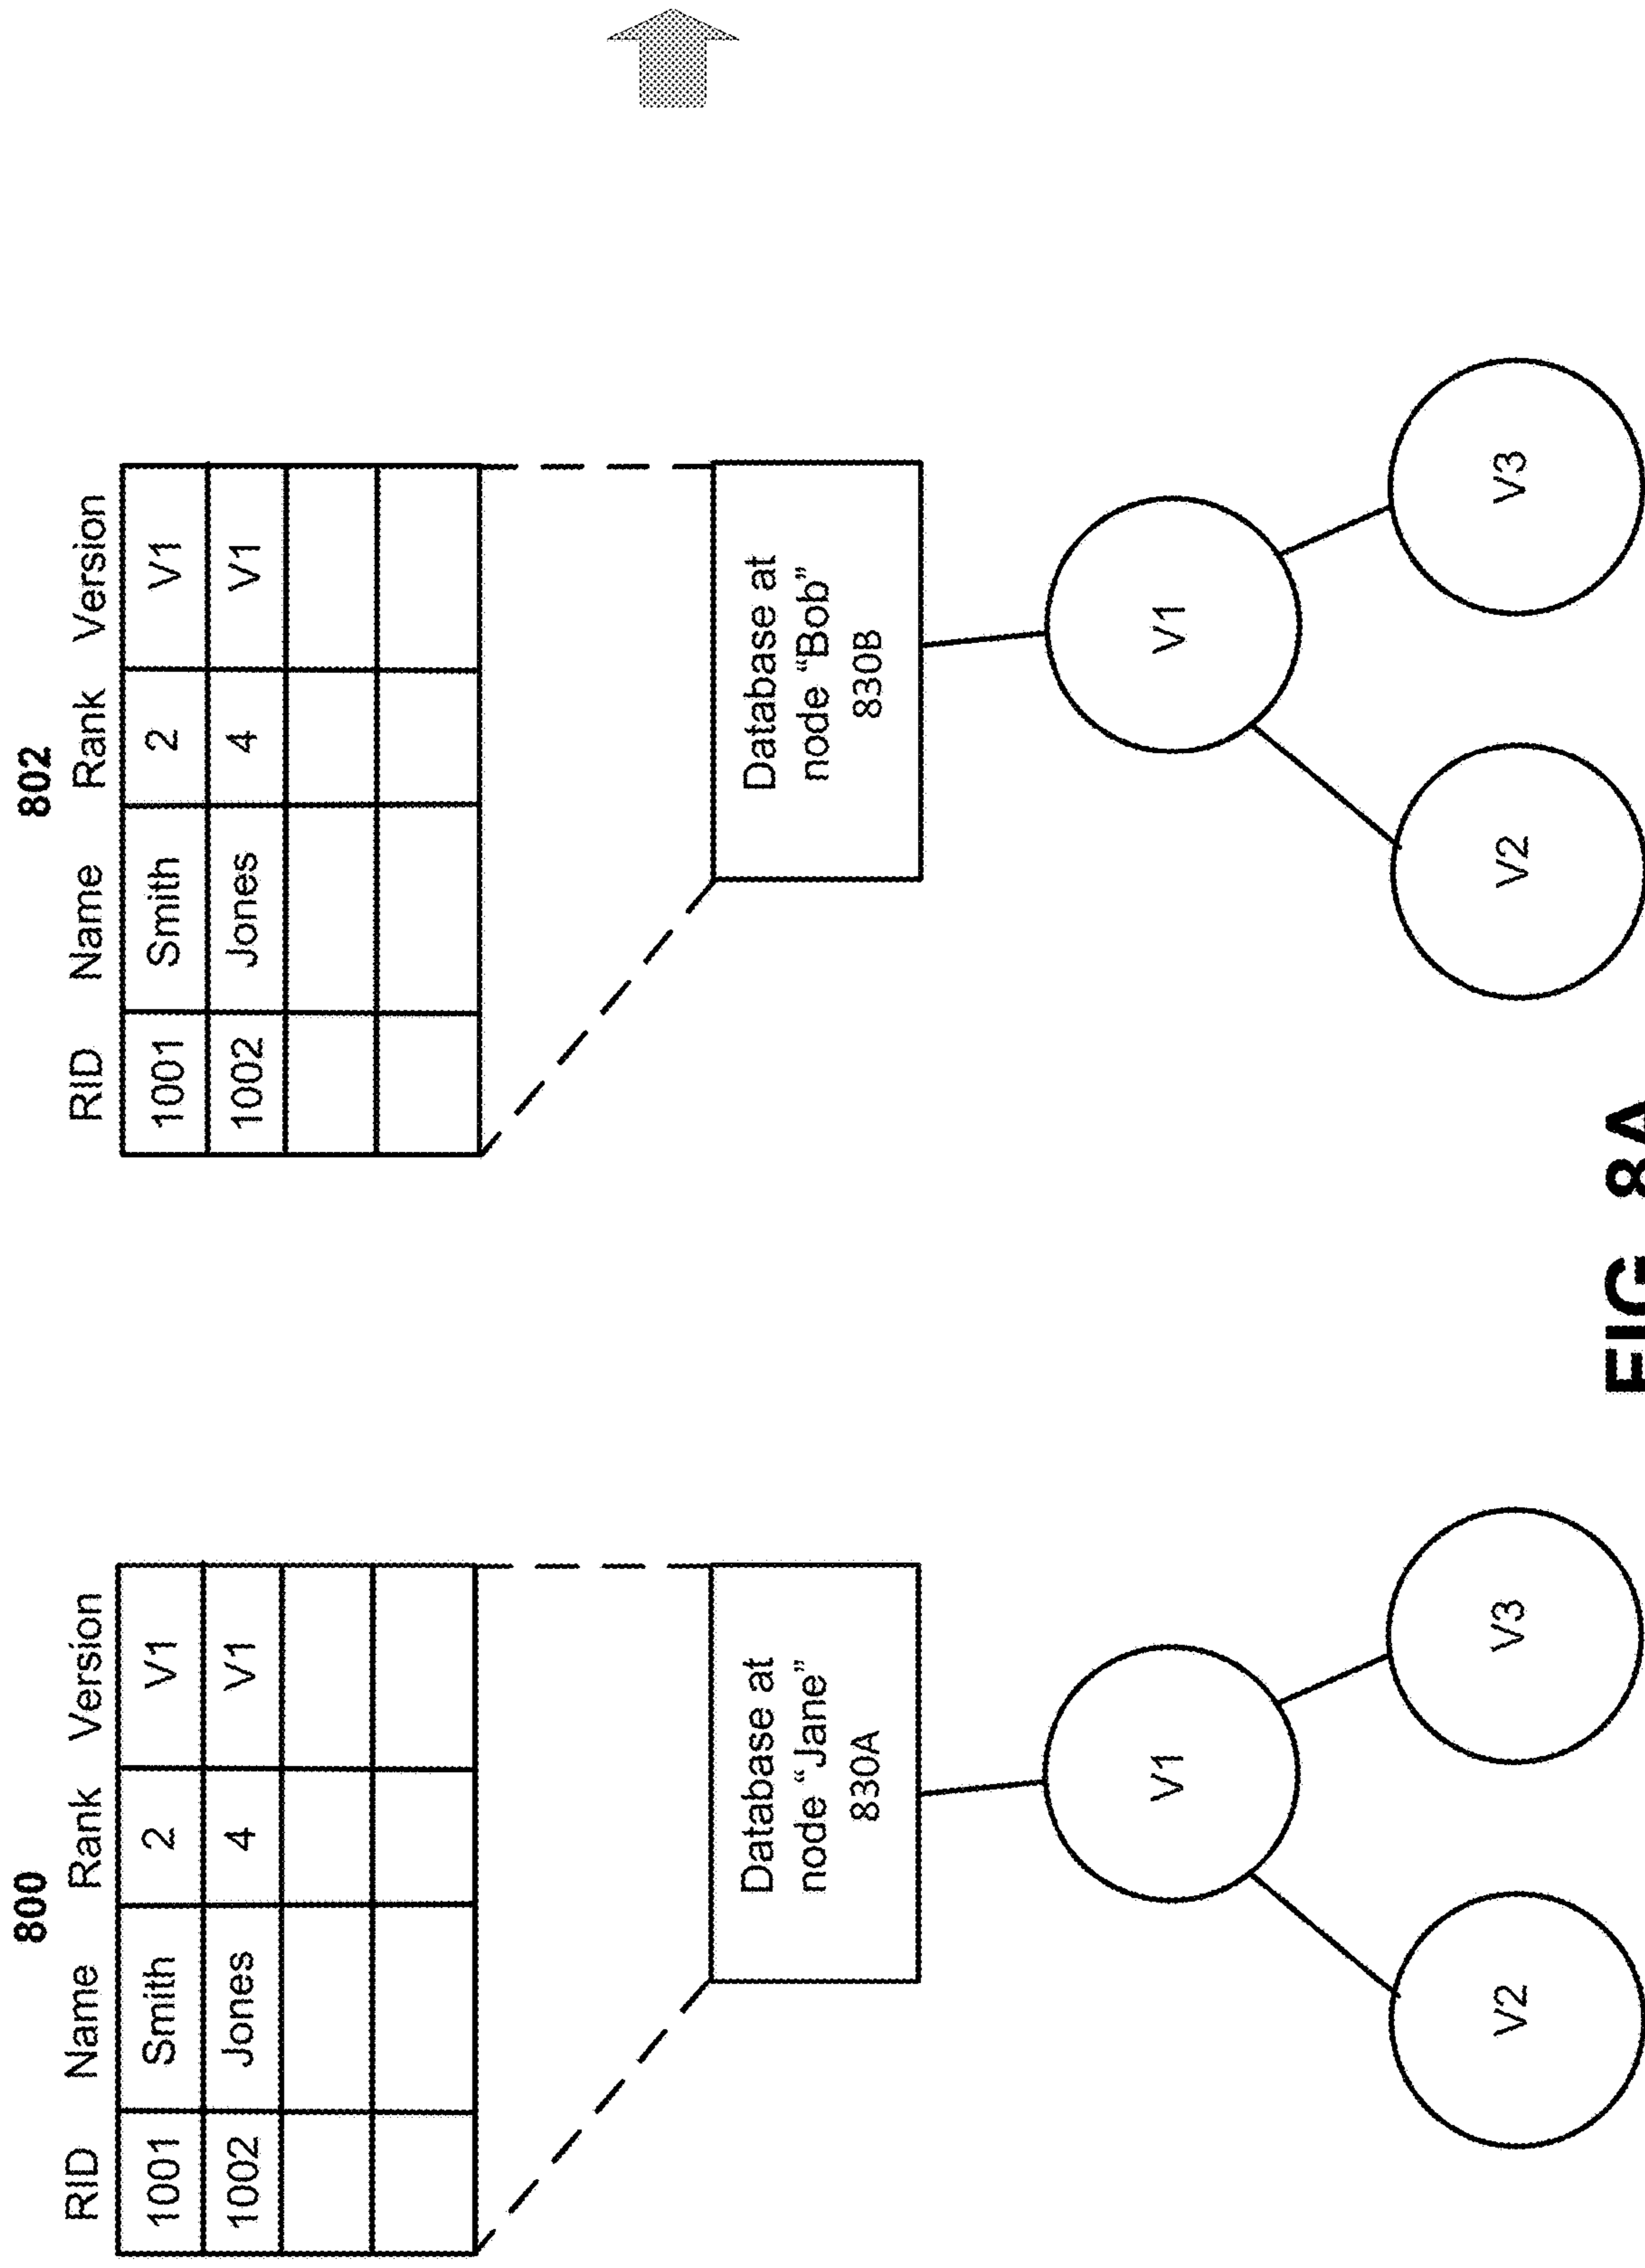 800
RID Name Rank Version
1001 Smith 2 V1
1002 Jones 4 V1
Database at
node “Jane”
830A
V1
V2
V3
802
RID Name Rank Version
1001 Smith 2 V1
1002 Jones 4 V1
Database at
node “Bob”
830B
V1
V2
V3
FIG. 8A